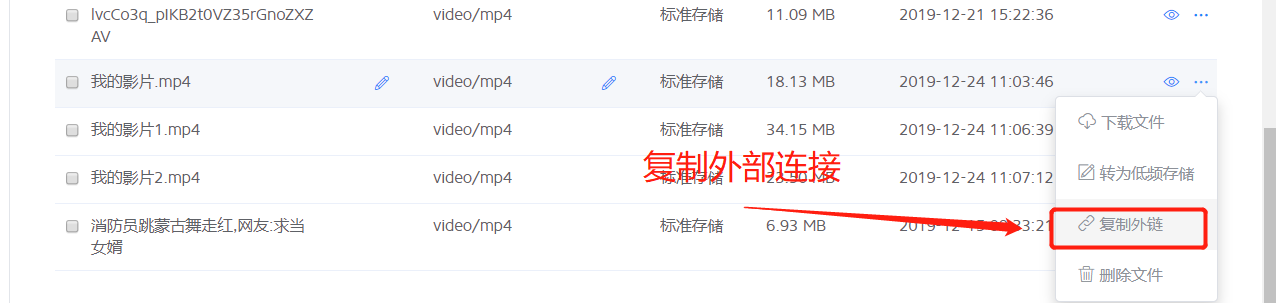 lvcCo3q_pIKB2t0VZ35rGnoZXZ video/mp4 标准存储 11.09 MB 2019-12-21 15:22:36
AV
我的影片.mp4 video/mp4 标准存储 18.13 MB 2019-12-24 11:03:46
下载文件
我的影片1.mp4 video/mp4 标准存储 34.15 MB 2019-12-24 11:06:39
复制外部连接
转为低频存储
我的影片2.mp4 video/mp4 标准存储 23.50 MB 2019-12-24 11:07:12
消防员跳蒙古舞走红,网友:求当 video/mp4 标准存储 6.93 MB
女婿
复制外链
删除文件